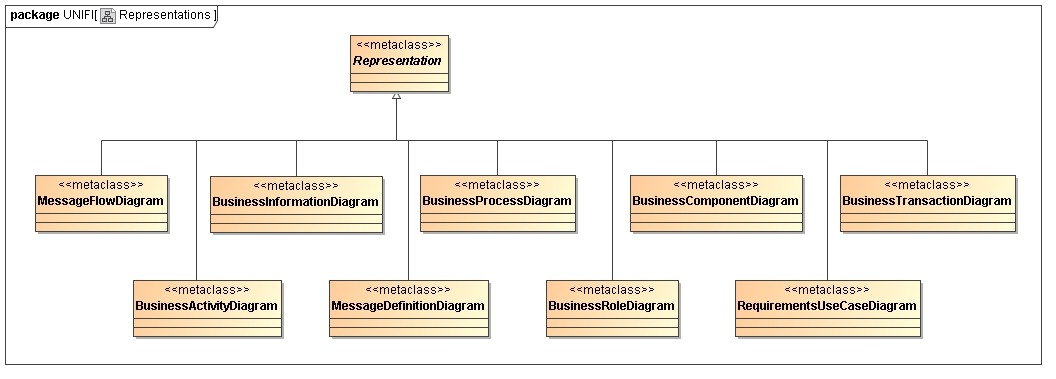 package UNIFI[ Representations ]
<<metaclass>>
Representation
<<metaclass>>
MessageFlowDiagram
<<metaclass>>
BusinessInformationDiagram
<<metaclass>>
BusinessProcessDiagram
<<metaclass>>
BusinessComponentDiagram
<<metaclass>>
BusinessTransactionDiagram
<<metaclass>>
BusinessActivityDiagram
<<metaclass>>
MessageDefinitionDiagram
<<metaclass>>
BusinessRoleDiagram
<<metaclass>>
RequirementsUseCaseDiagram